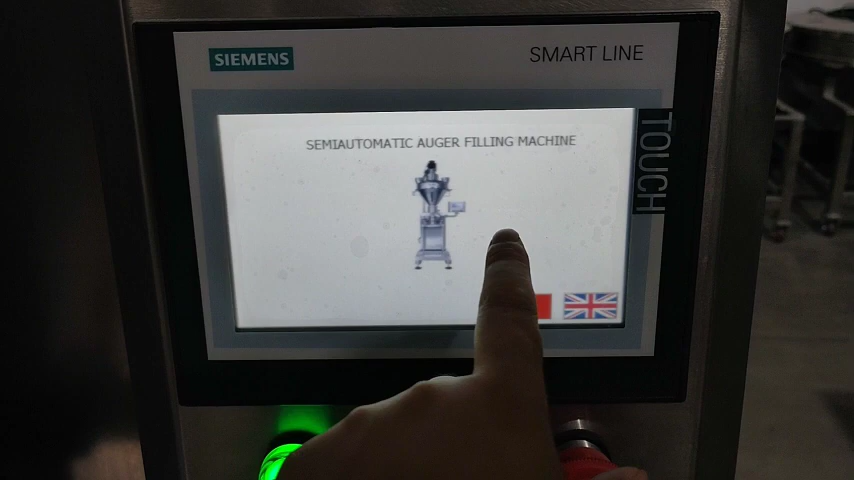 SIEMENS
SMART LINE
SEMIAUTOMATIC AUGER FILLING MACHINE
TOUCH